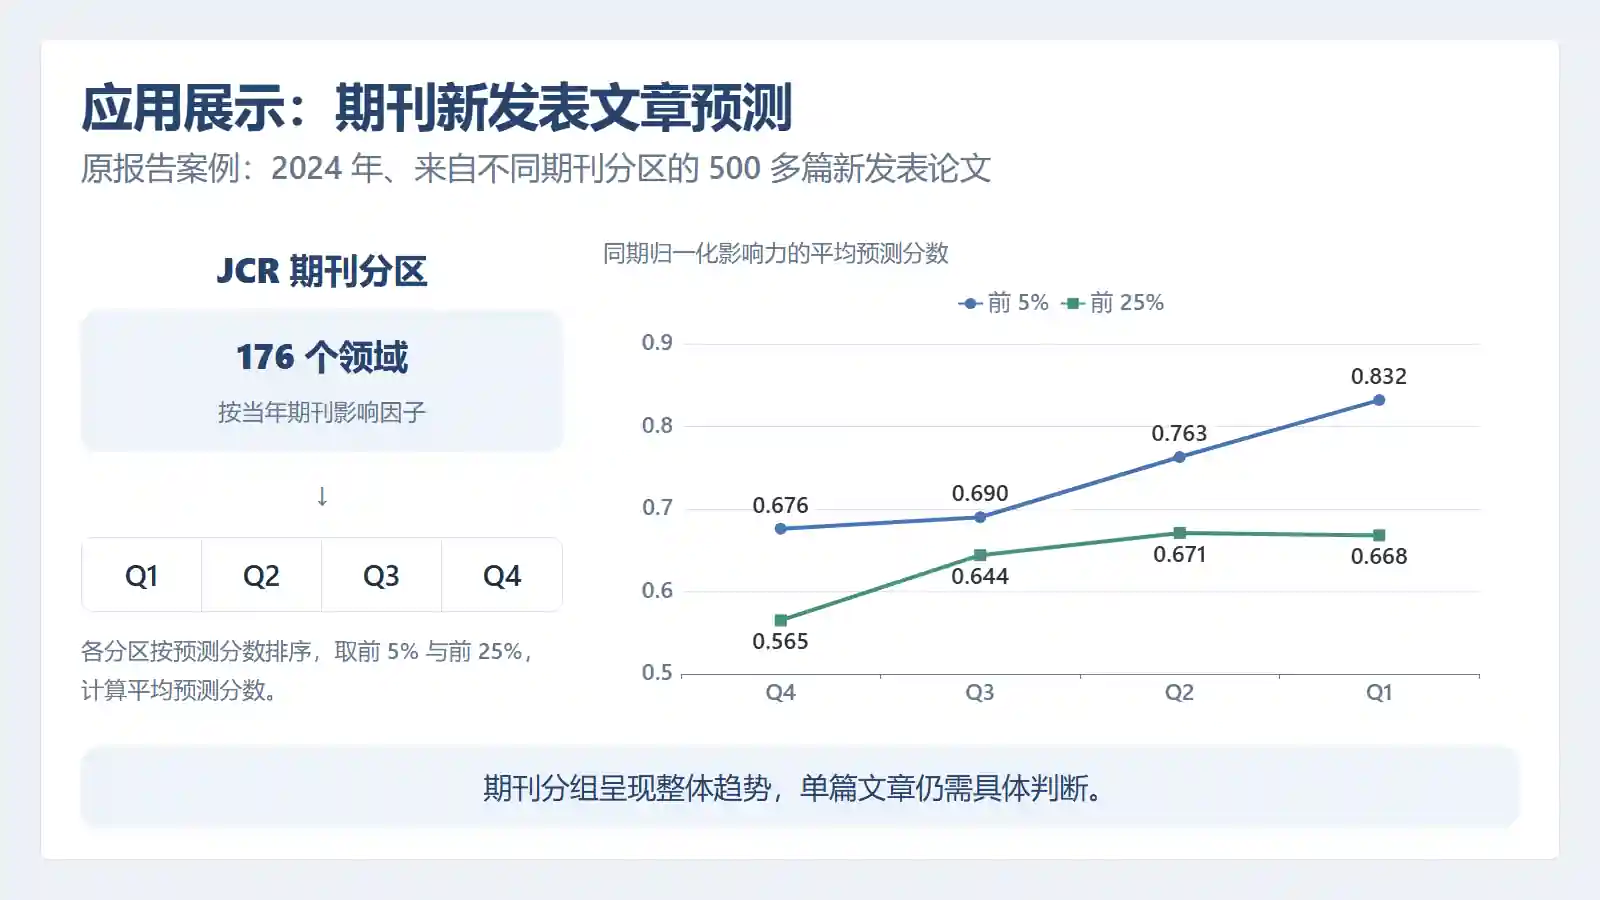 应用展示：期刊新发表文章预测
原报告案例：2024 年、来自不同期刊分区的 500 多篇新发表论文
JCR 期刊分区
176 个领域
按当年期刊影响因子
↓
Q1 Q2 Q3 Q4
各分区按预测分数排序，取前 5% 与前 25%，
计算平均预测分数。
同期归一化影响力的平均预测分数
前 5% 前 25%
0.9
0.8
0.7
0.6
0.5
0.676 0.690 0.763 0.832
0.565 0.644 0.671 0.668
Q4 Q3 Q2 Q1
期刊分组呈现整体趋势，单篇文章仍需具体判断。